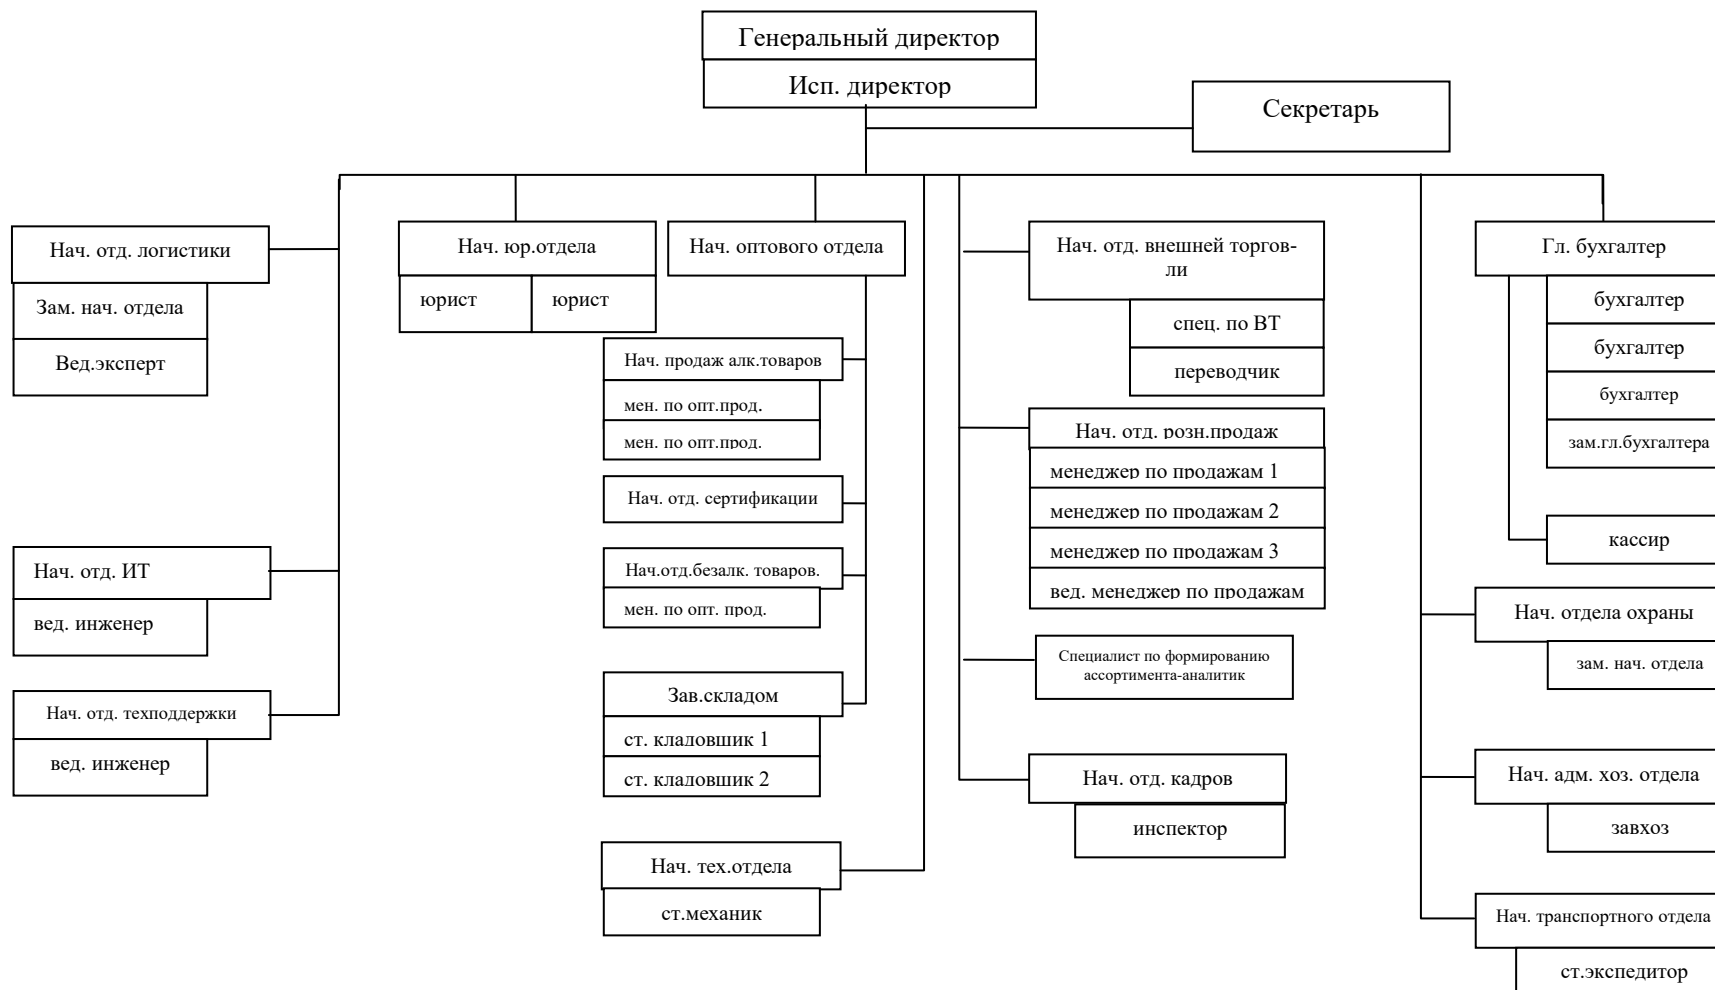 Генеральный директор
Исп. директор
Секретарь
Нач. отд. логистики
Зам. нач. отдела
Вед.эксперт
Нач. отд. ИТ
вед. инженер
Нач. отд. техподдержки
вед. инженер
Нач. юр.отдела
юрист
юрист
Нач. оптового отдела
Нач. продаж алк.товаров
мен. по опт.прод.
мен. по опт.прод.
Нач. отд. сертификации
Нач.отд.безалк. товаров.
мен. по опт. прод.
Зав.складом
ст. кладовщик 1
ст. кладовщик 2
Нач. тех.отдела
ст.механик
Нач. отд. внешней торгов-
ли
спец. по ВТ
переводчик
Нач. отд. розн.продаж
менеджер по продажам 1
менеджер по продажам 2
менеджер по продажам 3
вед. менеджер по продажам
Специалист по формированию
ассортимента-аналитик
Нач. отд. кадров
инспектор
Гл. бухгалтер
бухгалтер
бухгалтер
бухгалтер
зам.гл.бухгалтера
кассир
Нач. отдела охраны
зам. нач. отдела
Нач. адм. хоз. отдела
завхоз
Нач. транспортного отдела
ст.экспедитор